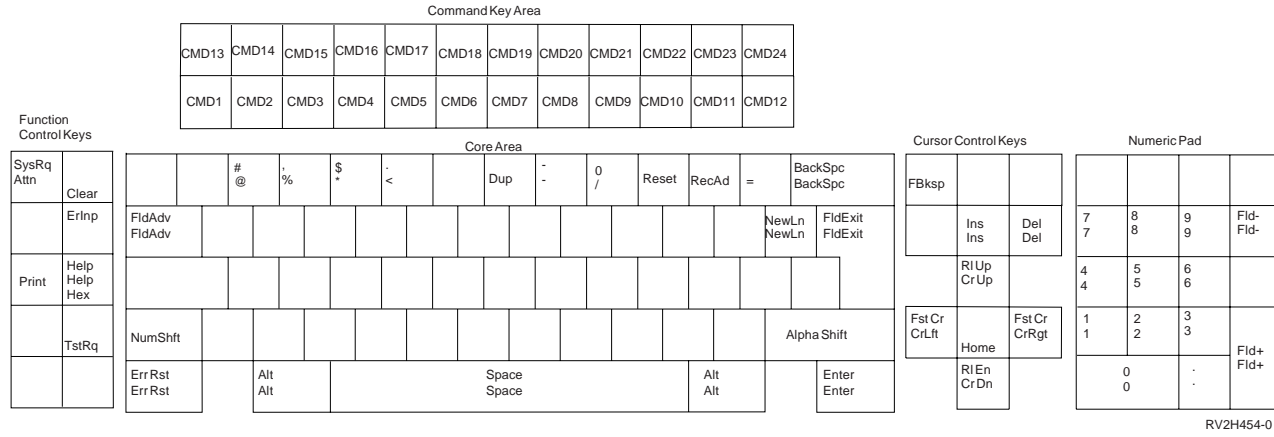 Command Key Area
CMD13 CMD14 CMD15 CMD16 CMD17 CMD18 CMD19 CMD20 CMD21 CMD22 CMD23 CMD24
CMD1 CMD2 CMD3 CMD4 CMD5 CMD6 CMD7 CMD8 CMD9 CMD10 CMD11 CMD12
Function
Control Keys
SysRq
Attn
Clear
ErInp
Print
Help
Help
Hex
TstRq
Core Area
# , $ . - 0 BackSpc
@ % * < Dup - / Reset RecAd = BackSpc
FldAdv NewLn FldExit
FldAdv NewLn FldExit
NumShft Alpha Shift
Err Rst Alt Space Alt Enter
Err Rst Alt Space Alt Enter
Cursor Control Keys
FBksp
Ins Del
Ins Del
Rl Up
Cr Up
Fst Cr Fst Cr
CrLft Home CrRgt
Rl En
Cr Dn
Numeric Pad
7 8 9 Fld-
7 8 9 Fld-
4 5 6
4 5 6
1 2 3
1 2 3
Fld+
Fld+
0 .
0 .
RV2H454-0